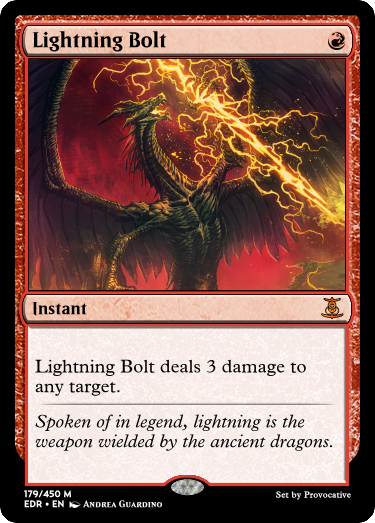 Lightning Bolt
Instant
Lightning Bolt deals 3 damage to
any target.
Spoken of in legend, lightning is the
weapon wielded by the ancient dragons.
179/450 M
EDR • EN Andrea Guardino
Set by Provocative